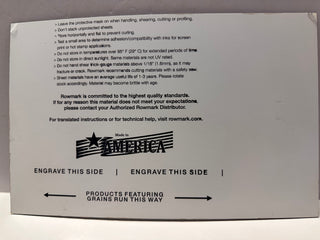 • Leave the protective mask on when handling, shearing, cutting or profiling.
• Don't stack unprotected sheets.
• Store horizontally and flat to prevent curling.
• Test a small area to determine adhesion/compatibility with inks for screen
print or hot stamp applications.
• Do not store in temperatures over 85° F (29° C) for extended periods of time.
• Do not store in direct sunlight. Some materials are not UV rated.
• Do not hand shear thick-gauge materials above 1/16" (1.6mm), as it may
fracture or crack. Rowmark recommends cutting materials with a safety saw.
• Sheet materials have an average useful life of 1-3 years. Please rotate
stock accordingly. Material may become brittle with age.
Rowmark is committed to the highest quality standards.
If for any reason this material does not meet your expectations,
please contact your Authorized Rowmark Distributor.
For translated instructions or for technical help, visit rowmark.com.
Made in
AMERICA
ENGRAVE THIS SIDE | ENGRAVE THIS SIDE |
PRODUCTS FEATURING
GRAINS RUN THIS WAY